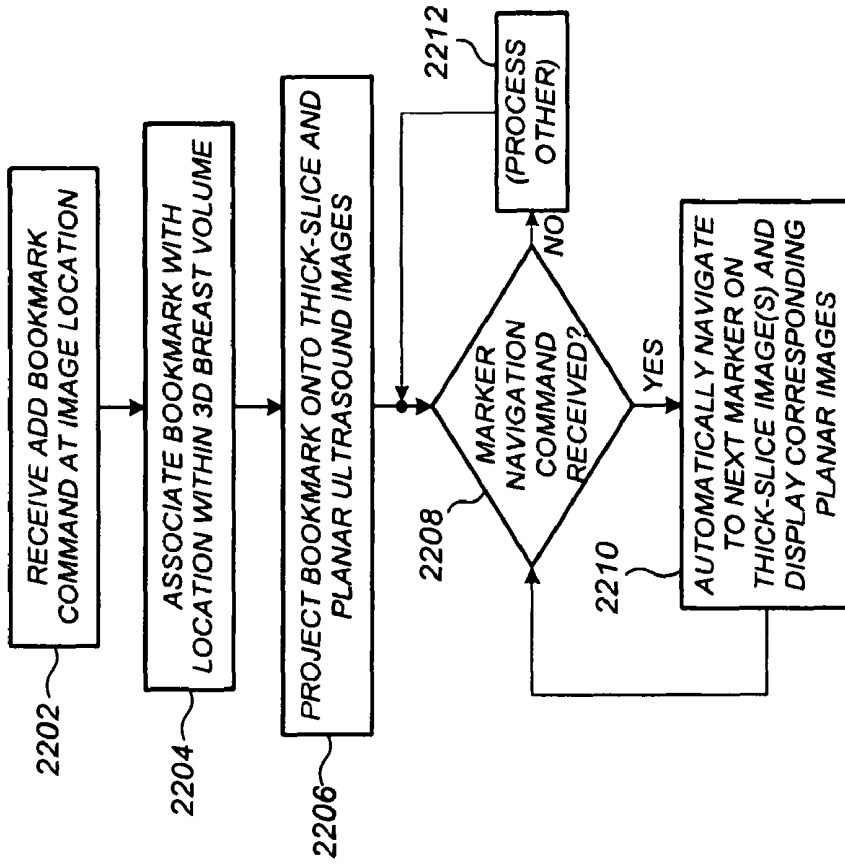 RECEIVE ADD BOOKMARK
COMMAND AT IMAGE LOCATION
2202
ASSOCIATE BOOKMARK WITH
LOCATION WITHIN 3D BREAST VOLUME
2204
PROJECT BOOKMARK ONTO THICK-SLICE AND
PLANAR ULTRASOUND IMAGES
2206
MARKER
NAVIGATION
COMMAND
RECEIVED?
2208
NO
(PROCESS
OTHER)
2212
YES
AUTOMATICALLY NAVIGATE
TO NEXT MARKER ON
THICK-SLICE IMAGE(S) AND
DISPLAY CORRESPONDING
PLANAR IMAGES
2210